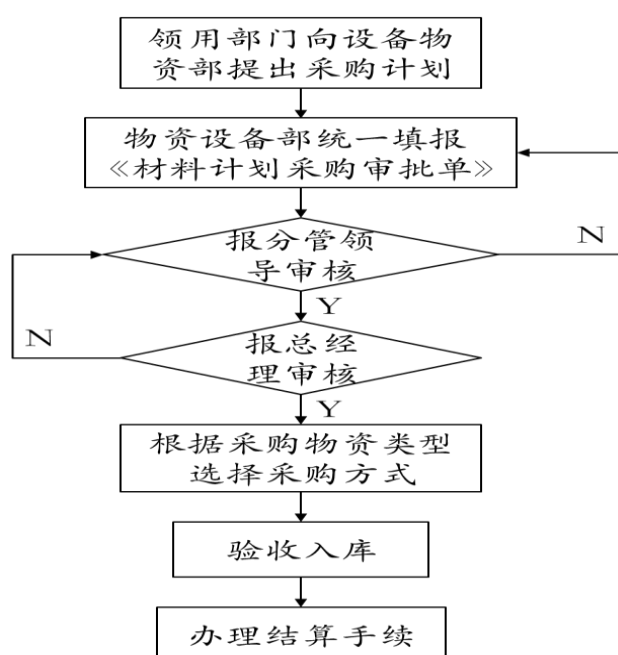 领用部门向设备物
资部提出采购计划
物资设备部统一填报
《材料计划采购审批单》
报分管领
导审核
N
Y
N
报总经
理审核
Y
根据采购物资类型
选择采购方式
验收入库
办理结算手续